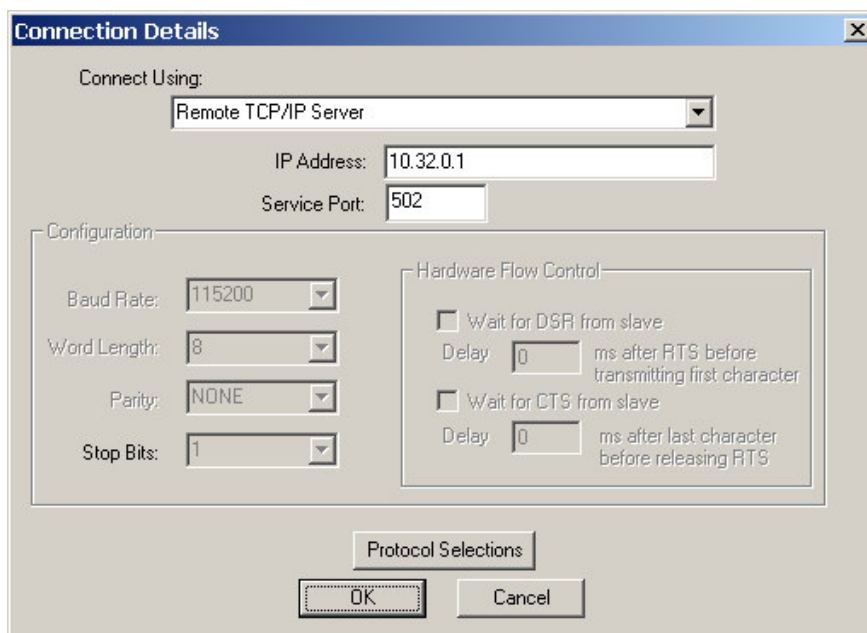 Connection Details
Connect Using:
Remote TCP/IP Server
IP Address: 10.32.0.1
Service Port: 502
Configuration
Baud Rate: 115200
Word Length: 8
Parity: NONE
Stop Bits: 1
Hardware Flow Control
Wait for DSR from slave
Delay 0 ms after RTS before
transmitting first character
Wait for CTS from slave
Delay 0 ms after last character
before releasing RTS
Protocol Selections
OK Cancel